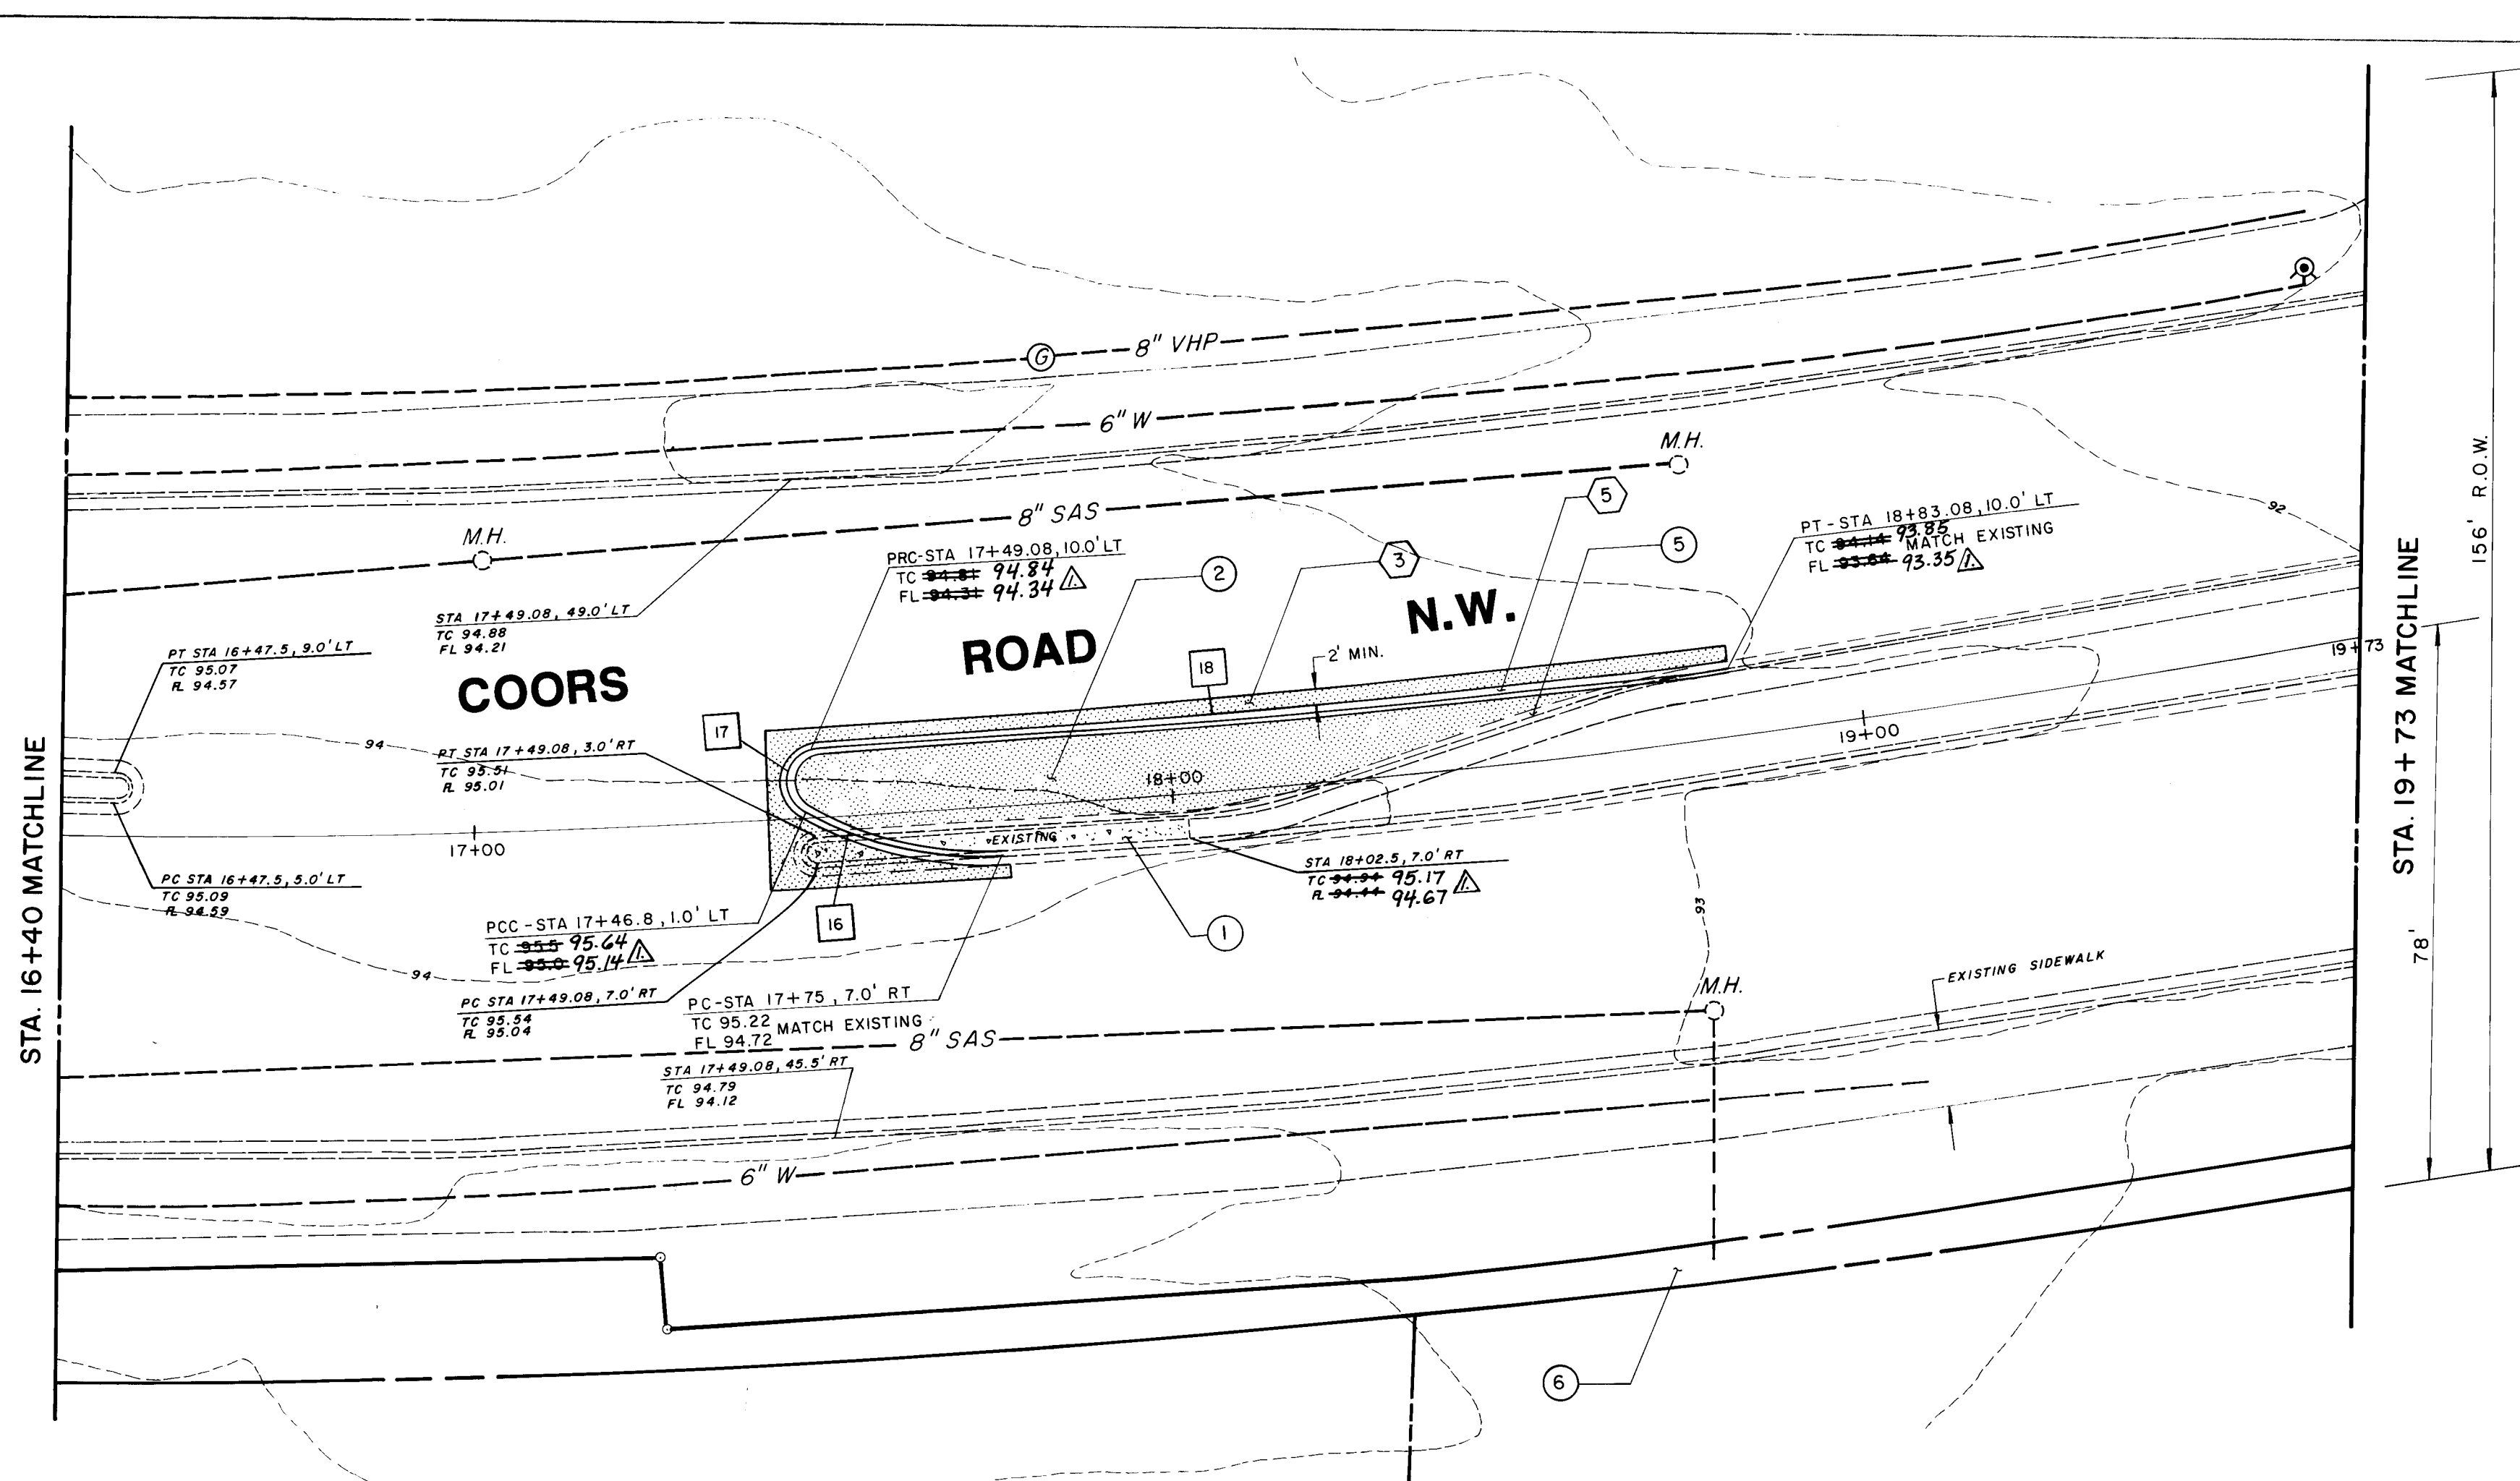 8" VHP
G
6" W
M.H.
8" SAS
M.H.
STA 17+49.08, 49.0' LT
TC 94.88
FL 94.21
PRC-STA 17+49.08, 10.0' LT
TC 94.81 94.84
FL 94.31 94.34 1.
2
3
5
5
PT-STA 18+83.08, 10.0' LT
TC 94.14 93.85 MATCH EXISTING
FL 93.64 93.35 1.
92
156' R.O.W.
PT STA 16+47.5, 9.0' LT
TC 95.07
FL 94.57
COORS ROAD N.W.
18
2' MIN.
17
94
PT STA 17+49.08, 3.0' RT
TC 95.51
FL 95.01
17+00
18+00
19+00
19+73
STA. 16+40 MATCHLINE
STA. 19+73 MATCHLINE
PC STA 16+47.5, 5.0' LT
TC 95.09
FL 94.59
EXISTING
STA 18+02.5, 7.0' RT
TC 94.94 95.17
FL 94.44 94.67 1.
PCC-STA 17+46.8, 1.0' LT
TC 95.5 95.64
FL 95.0 95.14 1.
16
1
93
94
PC STA 17+49.08, 7.0' RT
TC 95.54
FL 95.04
PC-STA 17+75, 7.0' RT
TC 95.22 MATCH EXISTING
FL 94.72
EXISTING SIDEWALK
78'
M.H.
8" SAS
STA 17+49.08, 45.5' RT
TC 94.79
FL 94.12
6" W
6